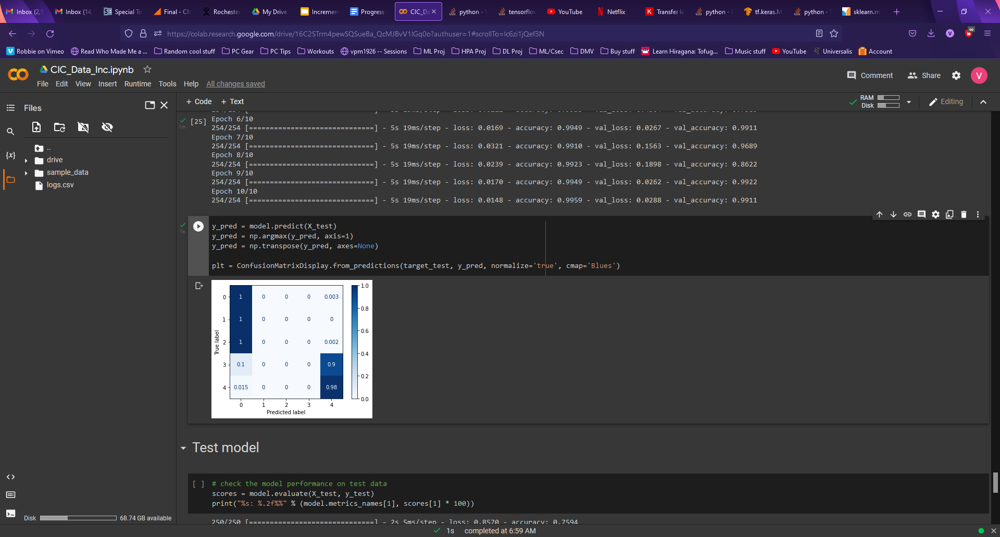 Inbox (2,5
Inbox (14,
Special To
Final - CM
Rochester
My Drive
Increment
Progress
CIC_Da
python -
tensorflow
YouTube
Netflix
Transfer le
python -
tf.keras.M
python -
sklearn.m
https://colab.research.google.com/drive/16C2STrm4pewSQSueBa_QcMJBvV1IGq0o?authuser=1#scrollTo=Ic6zi1jQef3N
Robbie on Vimeo
Read Who Made Me a ...
Random cool stuff
PC Gear
PC Tips
Workouts
vpm1926 -- Sessions
ML Proj
HPA Proj
DL Proj
ML/Csec
DMV
Buy stuff
Learn Hiragana: Tofug...
Music stuff
YouTube
Universalis
Account
CIC_Data_Inc.ipynb
Comment
Share
V
File Edit View Insert Runtime Tools Help All changes saved
Files
+ Code + Text
RAM
Disk
Editing
..
drive
sample_data
logs.csv
[25]
1m
Epoch 6/10
254/254 [==============================] - 5s 19ms/step - loss: 0.0169 - accuracy: 0.9949 - val_loss: 0.0267 - val_accuracy: 0.9911
Epoch 7/10
254/254 [==============================] - 5s 19ms/step - loss: 0.0321 - accuracy: 0.9910 - val_loss: 0.1563 - val_accuracy: 0.9689
Epoch 8/10
254/254 [==============================] - 5s 19ms/step - loss: 0.0239 - accuracy: 0.9923 - val_loss: 0.1898 - val_accuracy: 0.8622
Epoch 9/10
254/254 [==============================] - 5s 19ms/step - loss: 0.0170 - accuracy: 0.9949 - val_loss: 0.0262 - val_accuracy: 0.9922
Epoch 10/10
254/254 [==============================] - 5s 19ms/step - loss: 0.0148 - accuracy: 0.9959 - val_loss: 0.0288 - val_accuracy: 0.9911
1s
y_pred = model.predict(X_test)
y_pred = np.argmax(y_pred, axis=1)
y_pred = np.transpose(y_pred, axes=None)
plt = ConfusionMatrixDisplay.from_predictions(target_test, y_pred, normalize='true', cmap='Blues')
True label
0 1 0 0 0 0.003
1 1 0 0 0 0
2 1 0 0 0 0.002
3 0.1 0 0 0 0.9
4 0.015 0 0 0 0.98
0 1 2 3 4
Predicted label
1.0
0.8
0.6
0.4
0.2
0.0
Test model
[ ]
# check the model performance on test data
scores = model.evaluate(X_test, y_test)
print("%s: %.2f%%" % (model.metrics_names[1], scores[1] * 100))
250/250 [==============================] - 2s 5ms/step - loss: 0.8570 - accuracy: 0.7594
Disk
68.74 GB available
1s completed at 6:59 AM